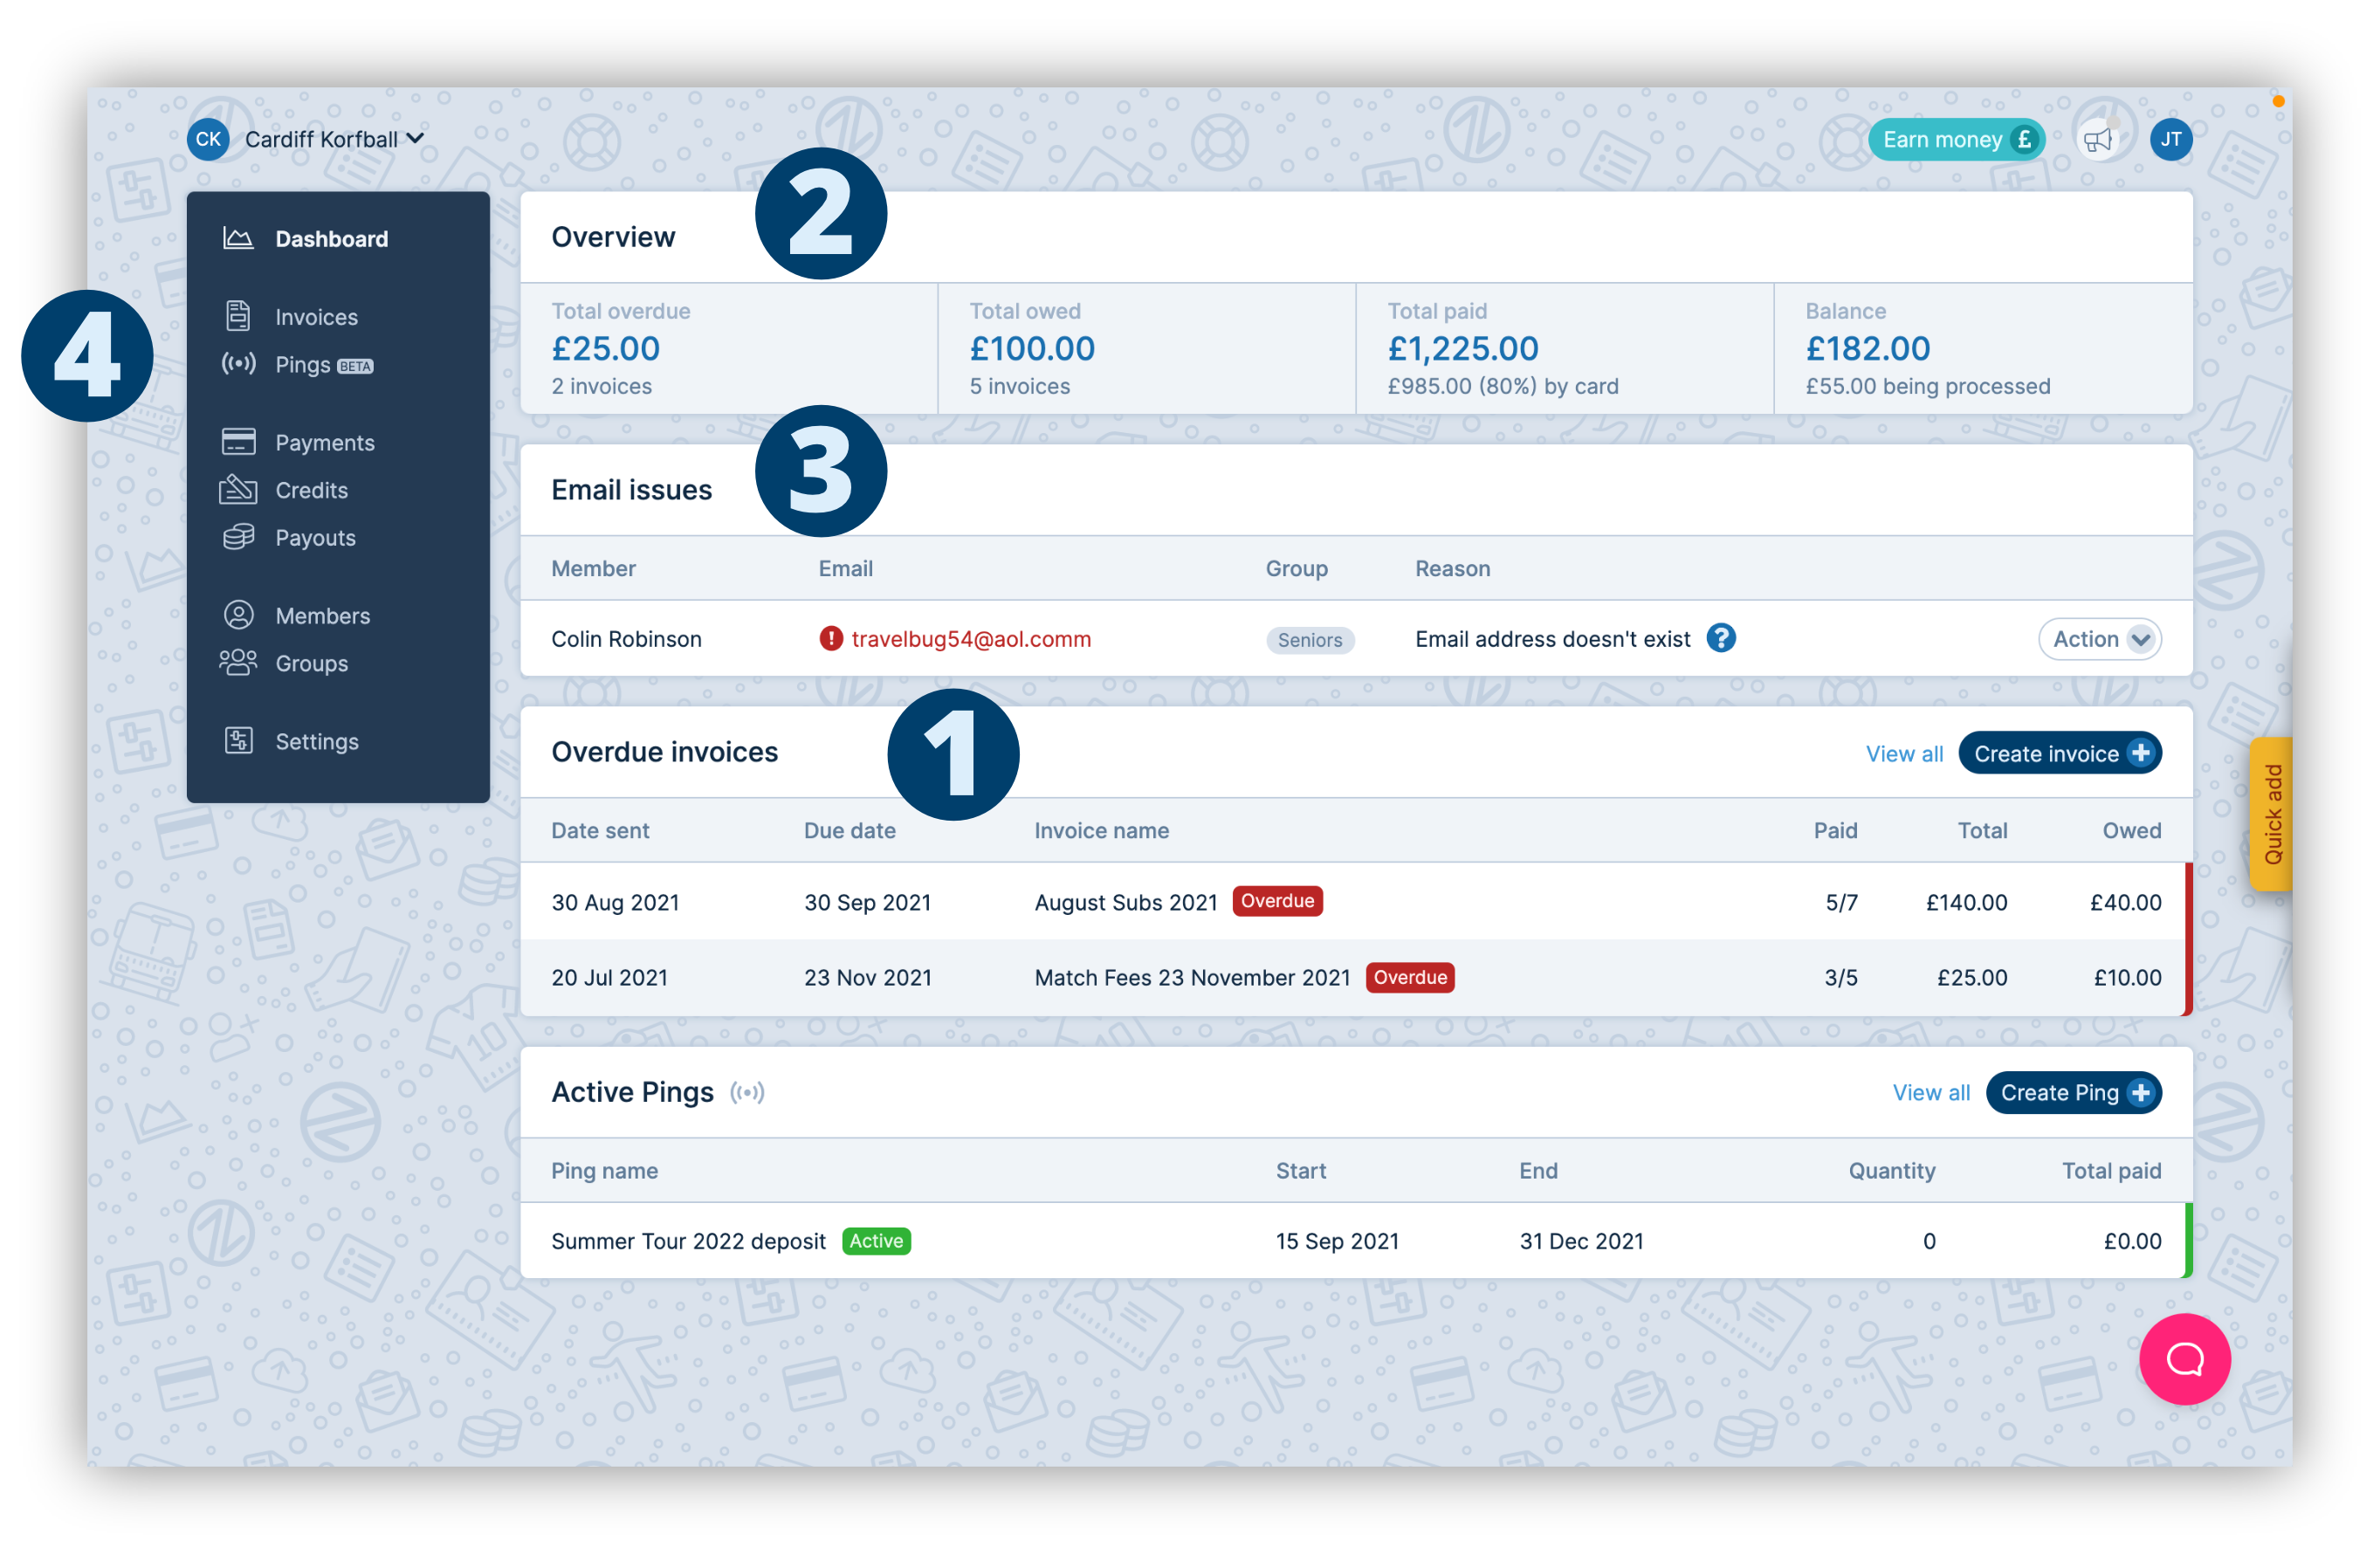 CK Cardiff Korfball
Earn money £ JT
Dashboard
Invoices
Pings BETA
Payments
Credits
Payouts
Members
Groups
Settings
4
2
Overview
Total overdue Total owed Total paid Balance
£25.00 £100.00 £1,225.00 £182.00
2 invoices 5 invoices £985.00 (80%) by card £55.00 being processed
3
Email issues
Member Email Group Reason
Colin Robinson ! travelbug54@aol.comm Seniors Email address doesn't exist ? Action
1
Overdue invoices View all Create invoice +
Date sent Due date Invoice name Paid Total Owed
30 Aug 2021 30 Sep 2021 August Subs 2021 Overdue 5/7 £140.00 £40.00
20 Jul 2021 23 Nov 2021 Match Fees 23 November 2021 Overdue 3/5 £25.00 £10.00
Quick add
Active Pings View all Create Ping +
Ping name Start End Quantity Total paid
Summer Tour 2022 deposit Active 15 Sep 2021 31 Dec 2021 0 £0.00
10